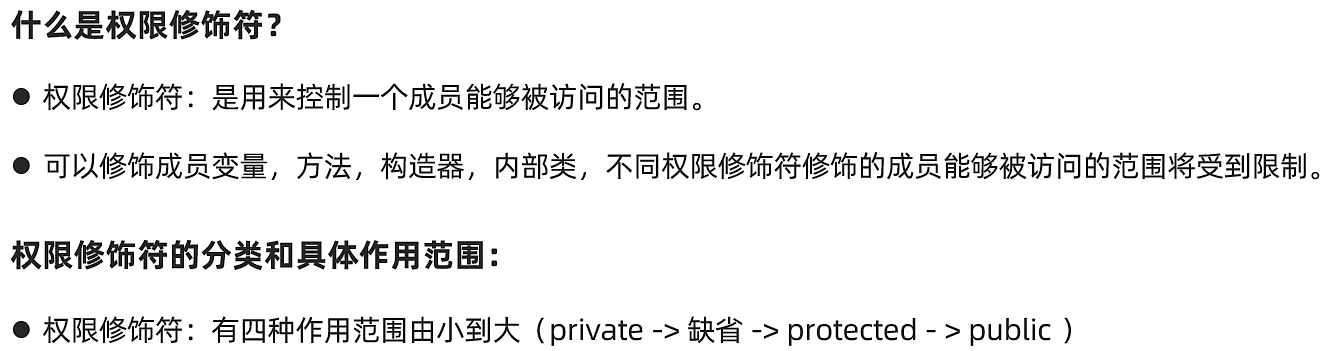 什么是权限修饰符？
● 权限修饰符：是用来控制一个成员能够被访问的范围。
● 可以修饰成员变量，方法，构造器，内部类，不同权限修饰符修饰的成员能够被访问的范围将受到限制。
权限修饰符的分类和具体作用范围：
● 权限修饰符：有四种作用范围由小到大（private -> 缺省 -> protected - > public ）